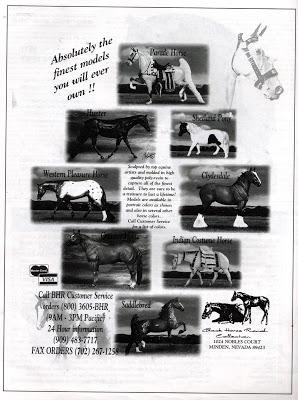 Absolutely the
finest models
you will ever
own !!
Parade Horse
Hunter
Shetland Pony
Western Pleasure Horse
Clydesdale
Sculpted by top equine
artists and molded in high
quality poly-resin to
capture all of the finest
detail. They are sure to be
a treasure to last a lifetime!
Models are available in
portrait colors as shown
and also in several other
horse colors.
Call Customer Service
for a list of colors.
Indian Costume Horse
VISA
Call BHR Customer Service
orders (800) 3605-BHR
(9AM - 3PM Pacific)
24 Hour information
(909) 483-7717
FAX ORDERS (702) 267-1258
Saddlebred
Black Horse Ranch
Collection
1024 NOBLES COURT
MINDEN, NEVADA 89423